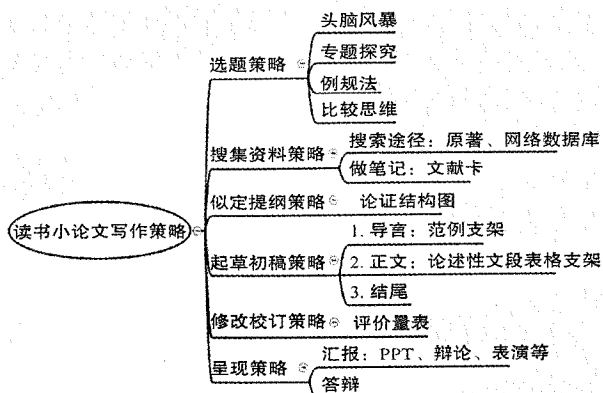 读书小论文写作策略
选题策略
头脑风暴
专题探究
例规法
比较思维
搜集资料策略
搜索途径：原著、网络数据库
做笔记：文献卡
似定提纲策略
论证结构图
起草初稿策略
1. 导言：范例支架
2. 正文：论述性文段表格支架
3. 结尾
修改校订策略
评价量表
呈现策略
汇报：PPT、辩论、表演等
答辩